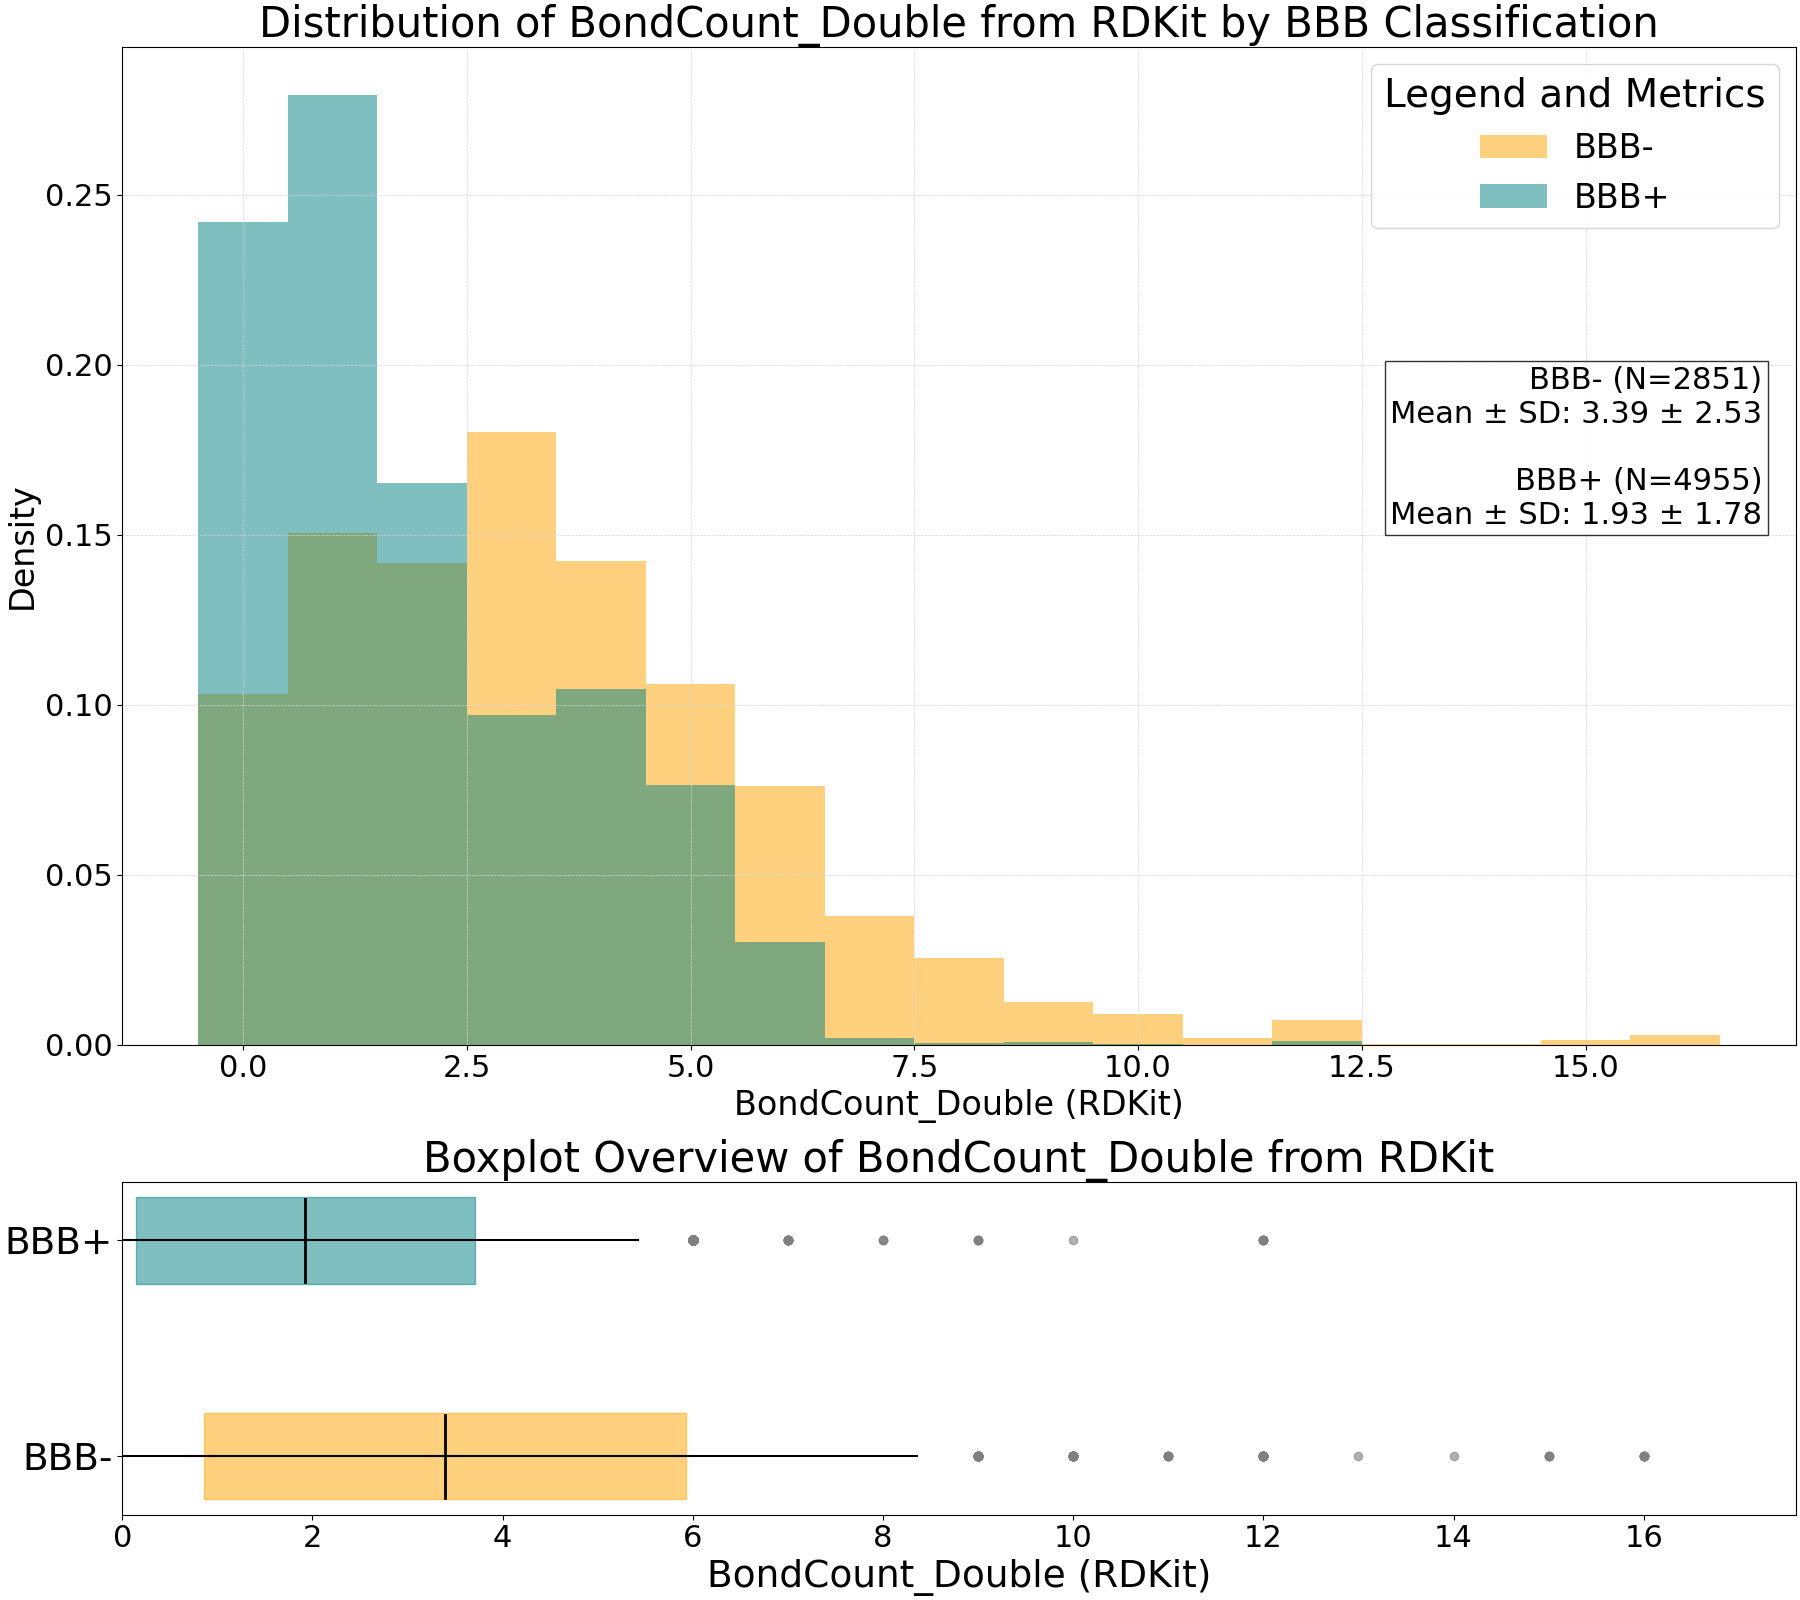 Distribution of BondCount_Double from RDKit by BBB Classification
Legend and Metrics
BBB-
BBB+
0.25
0.20
0.15
0.10
0.05
0.00
Density
BBB- (N=2851)
Mean ± SD: 3.39 ± 2.53
BBB+ (N=4955)
Mean ± SD: 1.93 ± 1.78
0.0 2.5 5.0 7.5 10.0 12.5 15.0
BondCount_Double (RDKit)
Boxplot Overview of BondCount_Double from RDKit
BBB+
BBB-
0 2 4 6 8 10 12 14 16
BondCount_Double (RDKit)